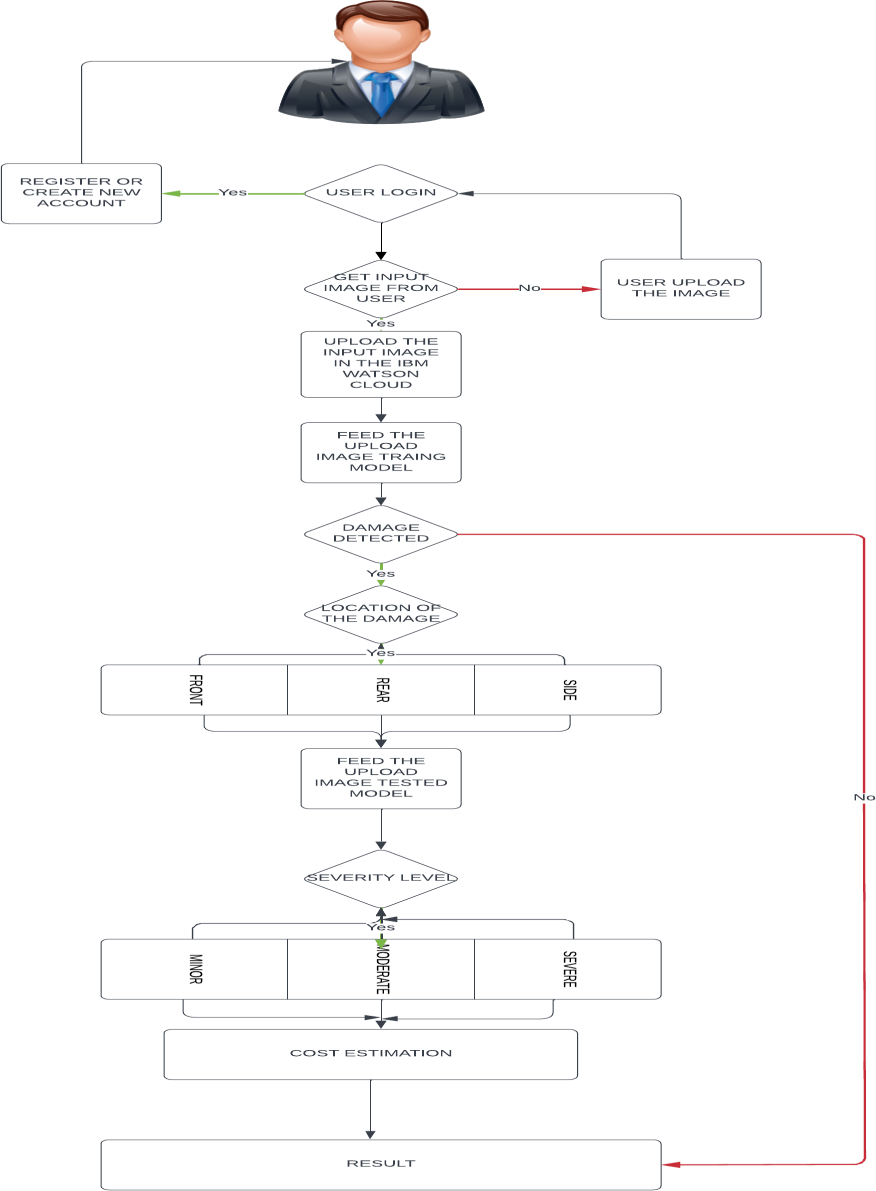 REGISTER OR
CREATE NEW
ACCOUNT
Yes
USER LOGIN
GET INPUT
IMAGE FROM
USER
No
USER UPLOAD
THE IMAGE
Yes
UPLOAD THE
INPUT IMAGE
IN THE IBM
WATSON
CLOUD
FEED THE
UPLOAD
IMAGE TRAING
MODEL
DAMAGE
DETECTED
Yes
LOCATION OF
THE DAMAGE
Yes
FRONT
REAR
SIDE
FEED THE
UPLOAD
IMAGE TESTED
MODEL
No
SEVERITY LEVEL
Yes
MINOR
MODERATE
SEVERE
COST ESTIMATION
RESULT